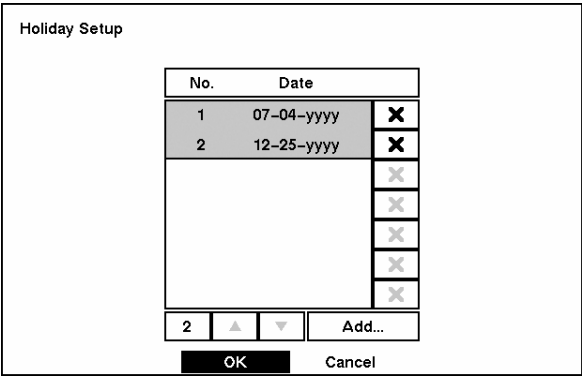 Holiday Setup
No. Date
1 07-04-yyyy
2 12-25-yyyy
2 Add...
OK Cancel